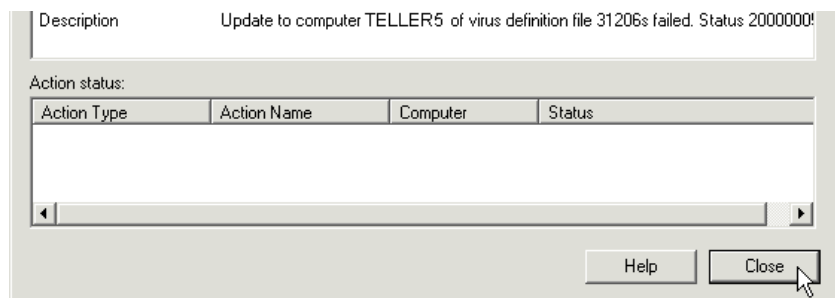 Description Update to computer TELLER5 of virus definition file 31206s failed. Status 2000000
Action status:
Action Type Action Name Computer Status
Help Close